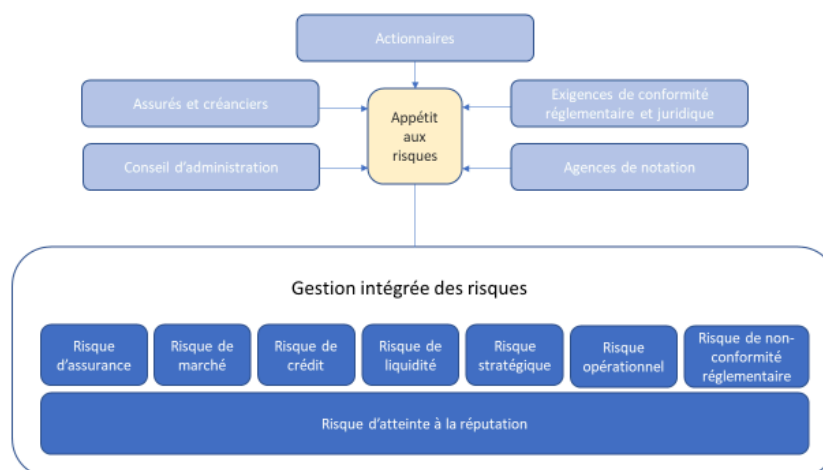 Actionnaires
Assurés et créanciers
Appétit
aux
risques
Exigences de conformité
réglementaire et juridique
Conseil d'administration
Agences de notation
Gestion intégrée des risques
Risque
d'assurance
Risque de
marché
Risque de
crédit
Risque de
liquidité
Risque
stratégique
Risque
opérationnel
Risque de non-
conformité
réglementaire
Risque d'atteinte à la réputation